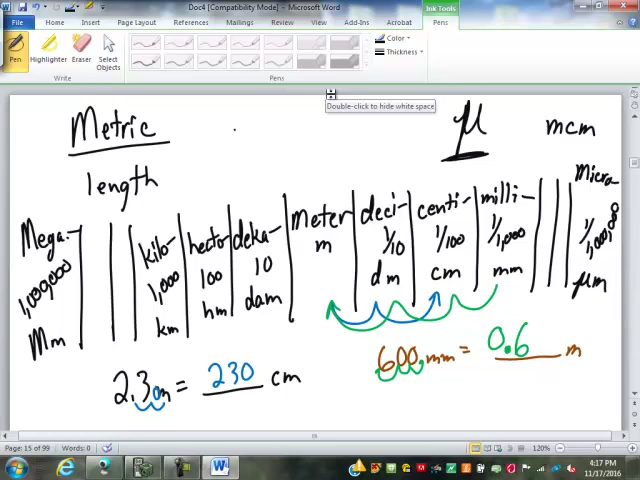 Doc4 [Compatibility Mode] - Microsoft Word
Ink Tools
File Home Insert Page Layout References Mailings Review View Add-Ins Acrobat Pens
Pen Highlighter Eraser Select Objects
Color
Thickness
Write Pens
Double-click to hide white space
Metric μ mcm
length
Mega- 1,000,000 Mm
kilo- 1,000 km
hecto- 100 hm
deka- 10 dam
meter m
deci- 1/10 dm
centi- 1/100 cm
milli- 1/1,000 mm
Micro μm
2.30m = 230 cm
600 mm = 0.6 m
Page: 15 of 99 Words: 0 120%
4:17 PM
11/17/2016